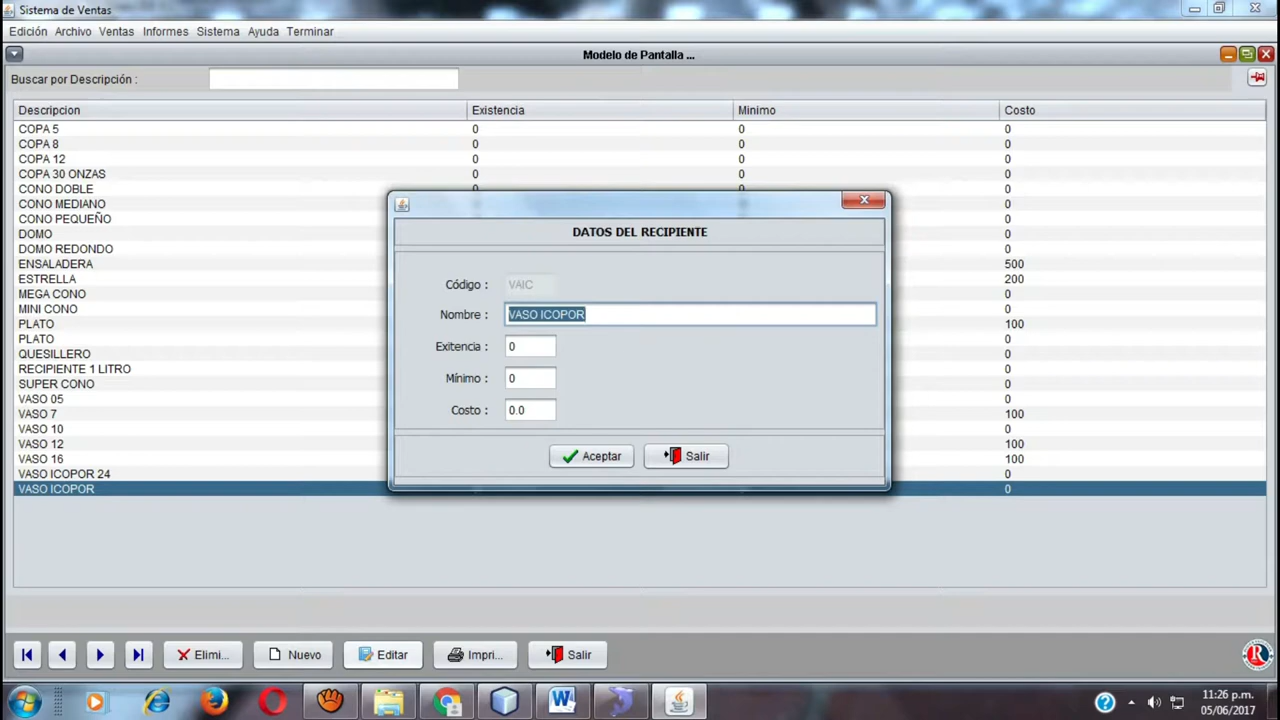 Sistema de Ventas
Edición Archivo Ventas Informes Sistema Ayuda Terminar
Modelo de Pantalla ...
Buscar por Descripción :
Descripcion Existencia Minimo Costo
COPA 5 0 0 0
COPA 8 0 0 0
COPA 12 0 0 0
COPA 30 ONZAS 0 0 0
CONO DOBLE 0 0 0
CONO MEDIANO 0
CONO PEQUEÑO 0
DOMO 0
DOMO REDONDO 0
ENSALADERA 500
ESTRELLA 200
MEGA CONO 0
MINI CONO 0
PLATO 100
PLATO 0
QUESILLERO 0
RECIPIENTE 1 LITRO 0
SUPER CONO 0
VASO 05 0
VASO 7 100
VASO 10 0
VASO 12 100
VASO 16 100
VASO ICOPOR 24 0
VASO ICOPOR 0
DATOS DEL RECIPIENTE
Código : VAIC
Nombre : VASO ICOPOR
Exitencia : 0
Mínimo : 0
Costo : 0.0
Aceptar Salir
Elimi... Nuevo Editar Impri... Salir
R
W
11:26 p.m.
05/06/2017